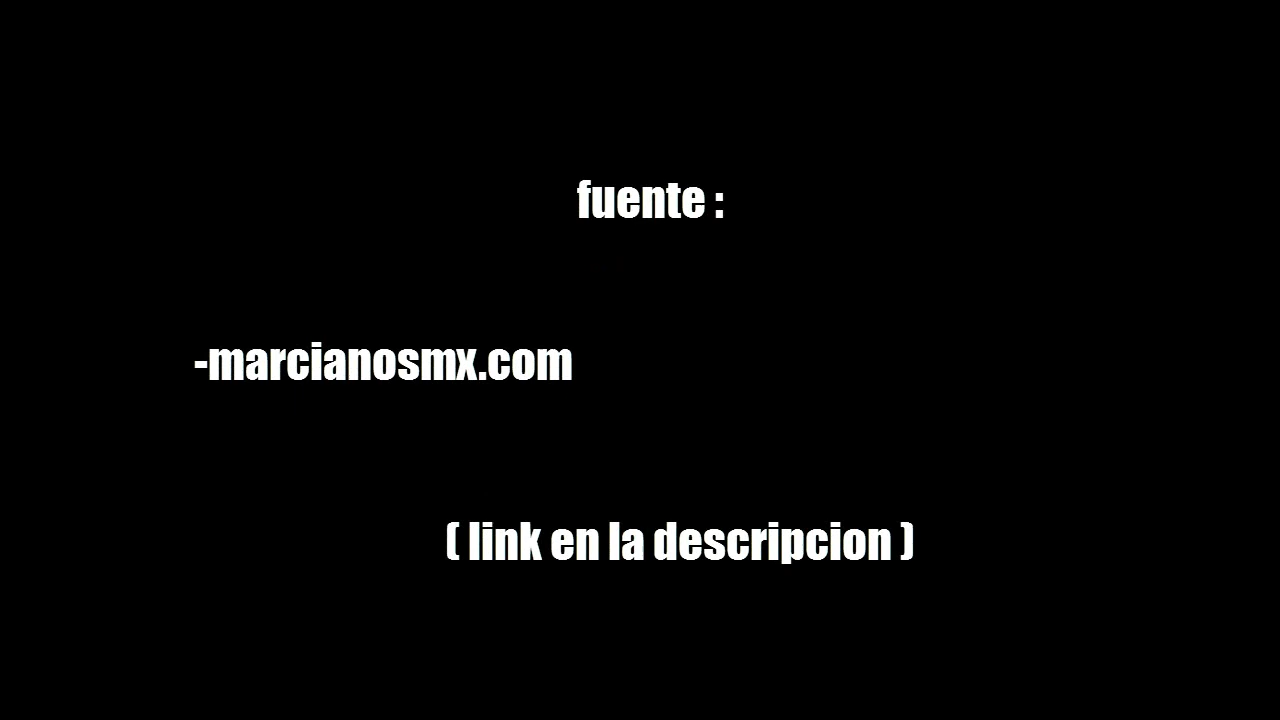 fuente :
-marcianosmx.com
( link en la descripcion )